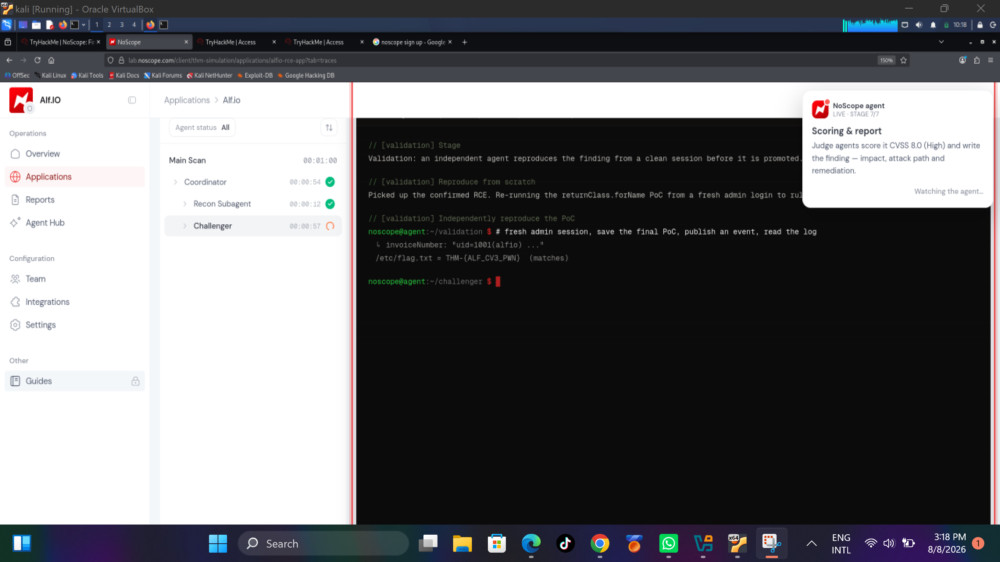 kali [Running] - Oracle VirtualBox
1 2 3 4
10:18
TryHackMe | NoScope: Fir
NoScope
TryHackMe | Access
TryHackMe | Access
noscope sign up - Google
lab.noscope.com/client/thm-simulation/applications/alfio-rce-app?tab=traces
150%
OffSec
Kali Linux
Kali Tools
Kali Docs
Kali Forums
Kali NetHunter
Exploit-DB
Google Hacking DB
Alf.IO
Operations
Overview
Applications
Reports
Agent Hub
Configuration
Team
Integrations
Settings
Other
Guides
Applications > Alf.io
Agent status All
Main Scan 00:01:00
Coordinator 00:00:54
Recon Subagent 00:00:12
Challenger 00:00:57
// [validation] Stage
Validation: an independent agent reproduces the finding from a clean session before it is promoted.
// [validation] Reproduce from scratch
Picked up the confirmed RCE. Re-running the returnClass.forName PoC from a fresh admin login to rul
// [validation] Independently reproduce the PoC
noscope@agent:~/validation $ # fresh admin session, save the final PoC, publish an event, read the log
↳ invoiceNumber: "uid=1001(alfio) ..."
/etc/flag.txt = THM-{ALF_CV3_PWN} (matches)
noscope@agent:~/challenger $
NoScope agent
LIVE · STAGE 7/7
Scoring & report
Judge agents score it CVSS 8.0 (High) and write
the finding — impact, attack path and
remediation.
Watching the agent...
Search
x64
ENG
INTL
3:18 PM
8/8/2026
1